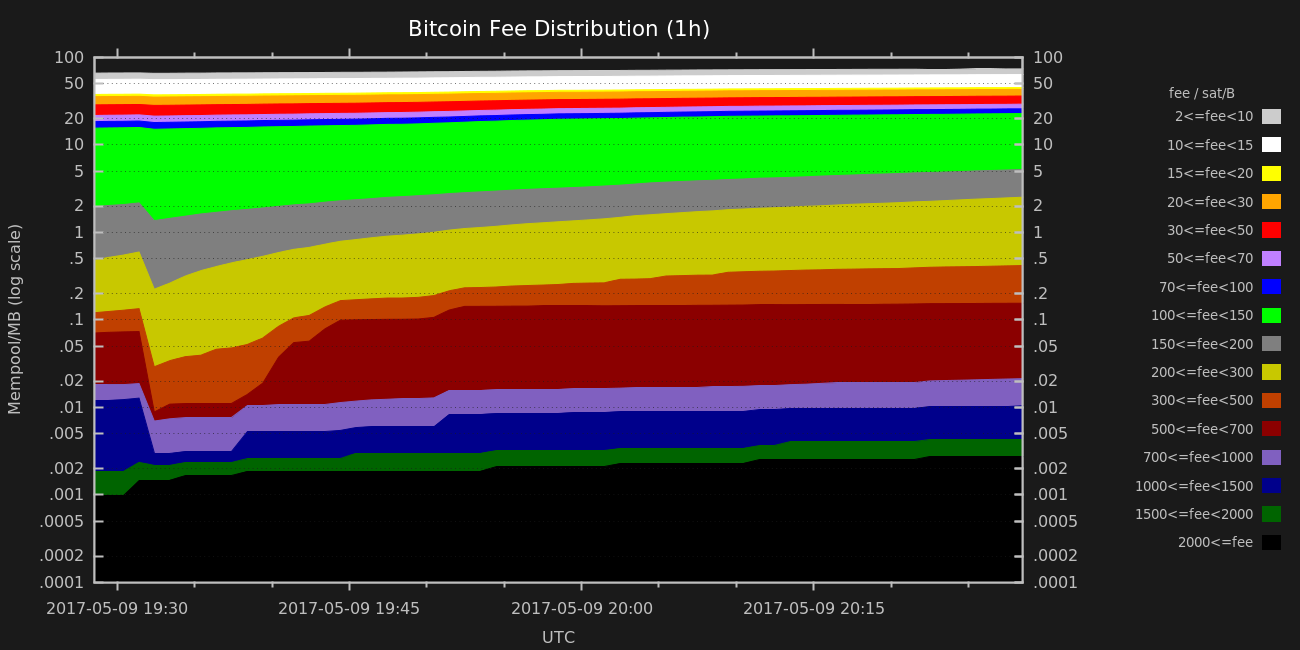 Bitcoin Fee Distribution (1h)
Mempool/MB (log scale)
100 100
50 50
20 20
10 10
5 5
2 2
1 1
.5 .5
.2 .2
.1 .1
.05 .05
.02 .02
.01 .01
.005 .005
.002 .002
.001 .001
.0005 .0005
.0002 .0002
.0001 .0001
2017-05-09 19:30 2017-05-09 19:45 2017-05-09 20:00 2017-05-09 20:15
UTC
fee / sat/B
2<=fee<10
10<=fee<15
15<=fee<20
20<=fee<30
30<=fee<50
50<=fee<70
70<=fee<100
100<=fee<150
150<=fee<200
200<=fee<300
300<=fee<500
500<=fee<700
700<=fee<1000
1000<=fee<1500
1500<=fee<2000
2000<=fee